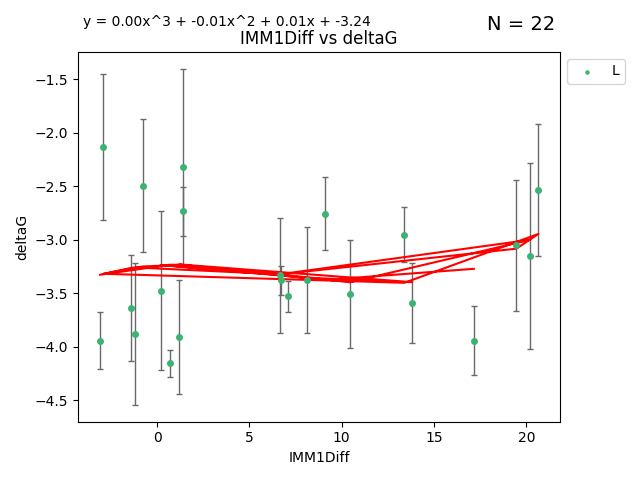 y = 0.00x^3 + -0.01x^2 + 0.01x + -3.24
N = 22
IMM1Diff vs deltaG
L
−1.5
−2.0
−2.5
−3.0
−3.5
−4.0
−4.5
deltaG
0 5 10 15 20
IMM1Diff